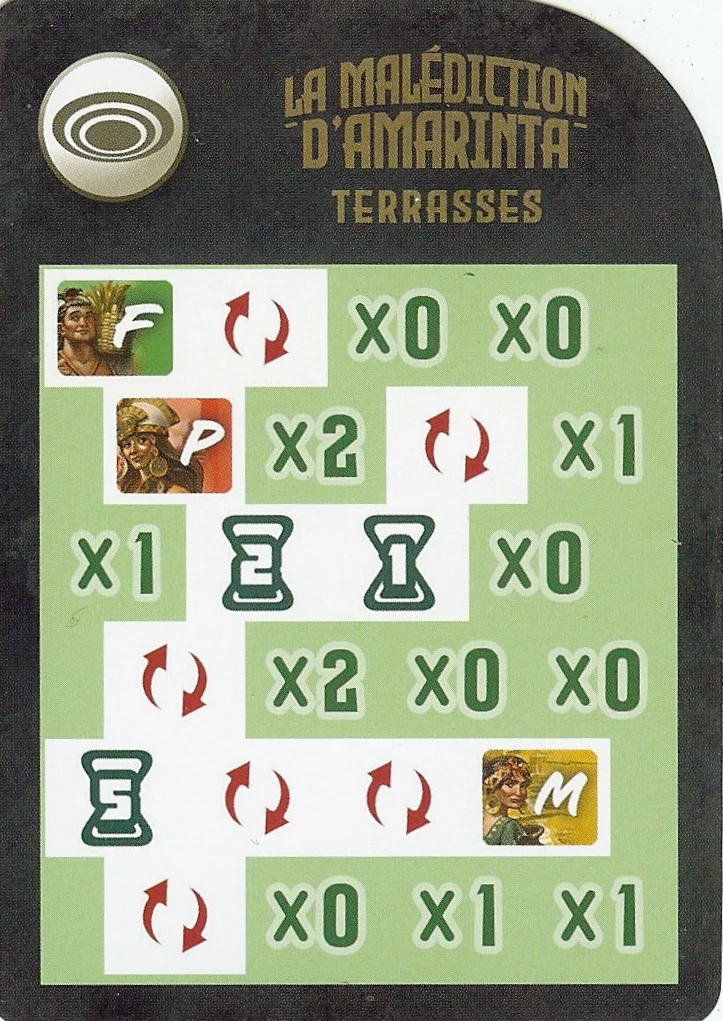 LA MALÉDICTION
D'AMARINTA
TERRASSES
F X0 X0
P X2 X1
X1 2 1 X0
X2 X0 X0
5 M
X0 X1 X1